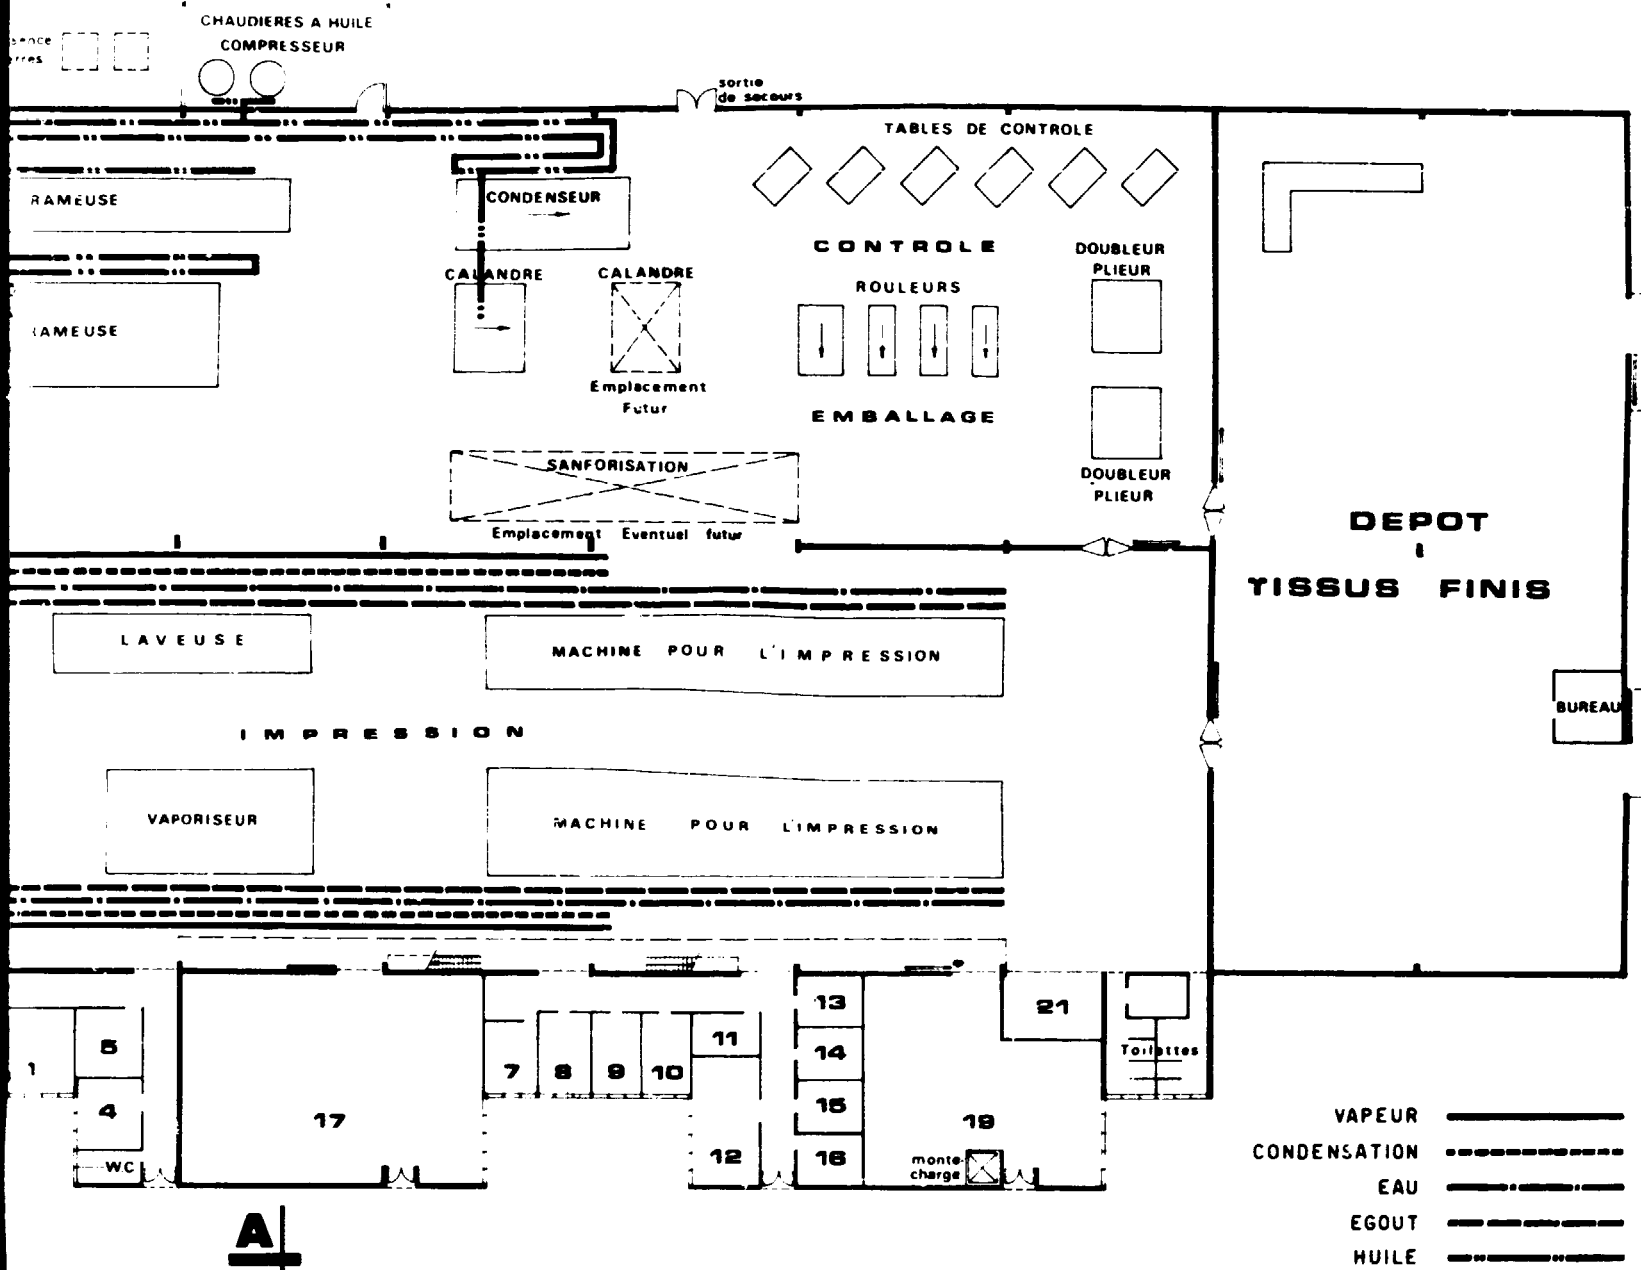 CHAUDIERES A HUILE
COMPRESSEUR
sortie
de secours
TABLES DE CONTROLE
RAMEUSE
CONDENSEUR
CONTROLE
DOUBLEUR
PLIEUR
CALANDRE
CALANDRE
ROULEURS
AMEUSE
Emplacement
Futur
EMBALLAGE
SANFORISATION
DOUBLEUR
PLIEUR
Emplacement Eventuel futur
DEPOT
TISSUS FINIS
LAVEUSE
MACHINE POUR L'IMPRESSION
BUREAU
IMPRESSION
VAPORISEUR
MACHINE POUR L'IMPRESSION
13
21
5
11
14
Toilettes
1
7
8
9
10
4
17
15
19
12
16
WC
monte-
charge
VAPEUR
CONDENSATION
EAU
EGOUT
HUILE
A